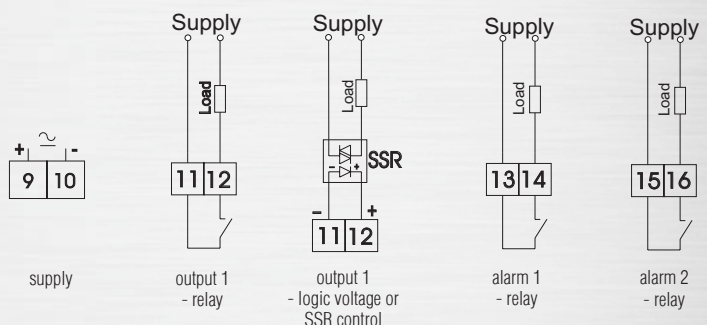 Supply
Supply
Supply
Supply
Load
Load
Load
Load
SSR
- +
+ ≂ -
9 10
11 12
- +
11 12
13 14
15 16
supply
output 1
- relay
output 1
- logic voltage or
SSR control
alarm 1
- relay
alarm 2
- relay